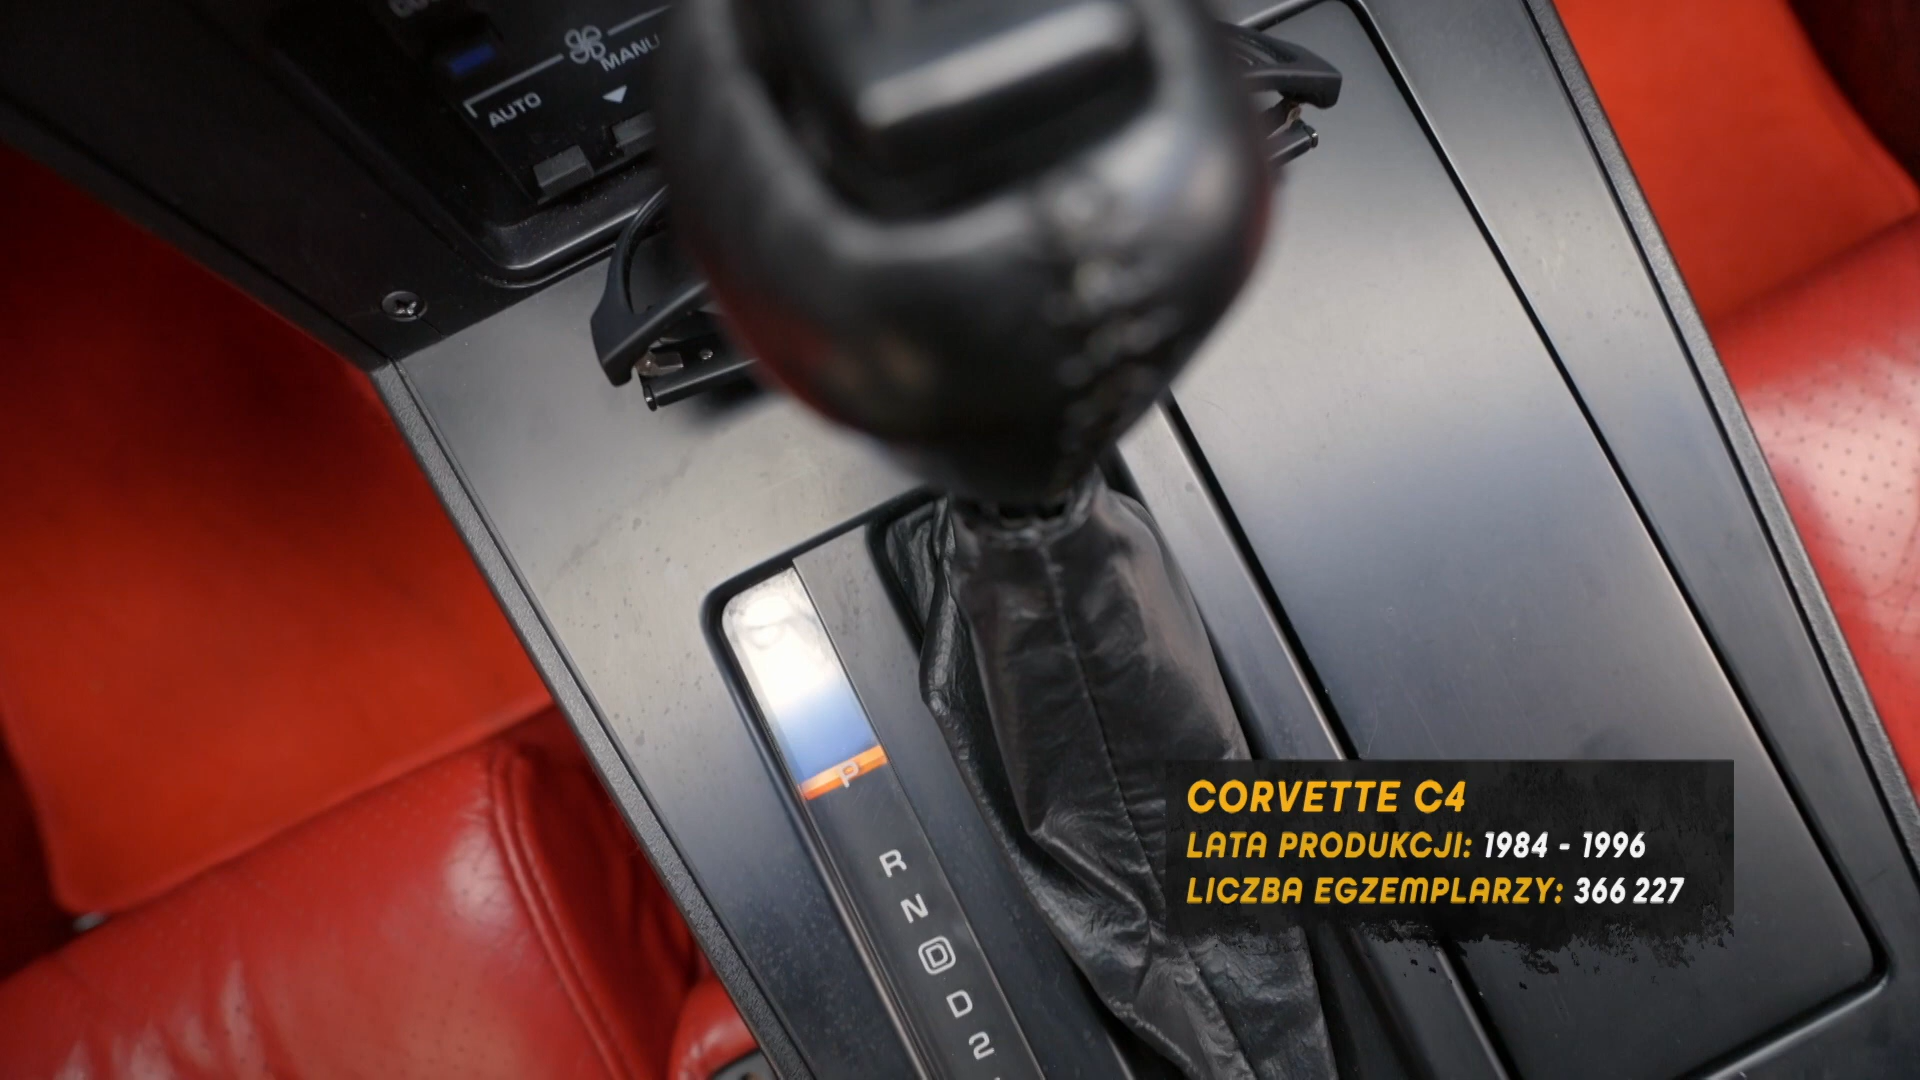 MANU
AUTO
P
R
N
D
D
2
CORVETTE C4
LATA PRODUKCJI: 1984 - 1996
LICZBA EGZEMPLARZY: 366 227